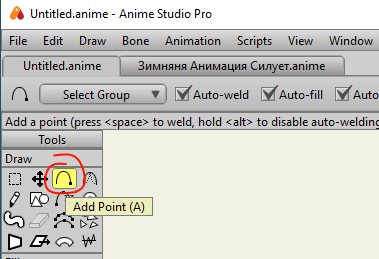 Untitled.anime - Anime Studio Pro
File Edit Draw Bone Animation Scripts View Window Help
Untitled.anime Зимняня Анимация Силует.anime
Select Group Auto-weld Auto-fill Auto
Add a point (press <space> to weld, hold <alt> to disable auto-welding
Tools
Draw
Add Point (A)